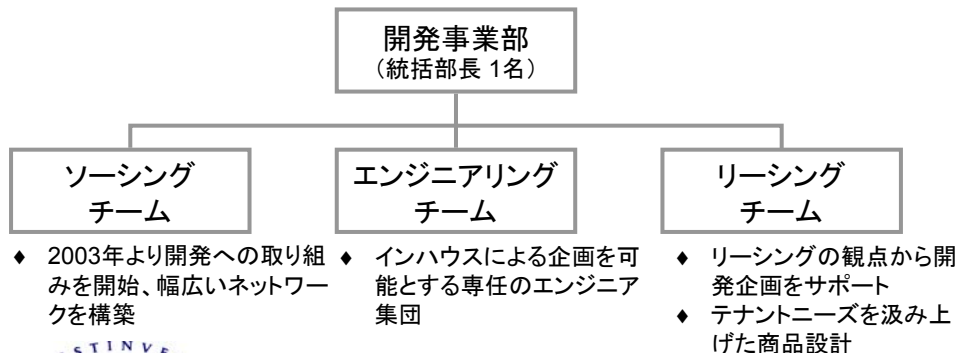 開発事業部
（統括部長 1名）
ソーシング
チーム
エンジニアリング
チーム
リーシング
チーム
♦ 2003年より開発への取り組
みを開始、幅広いネットワー
クを構築
♦ インハウスによる企画を可
能とする専任のエンジニア
集団
♦ リーシングの観点から開
発企画をサポート
♦ テナントニーズを汲み上
げた商品設計